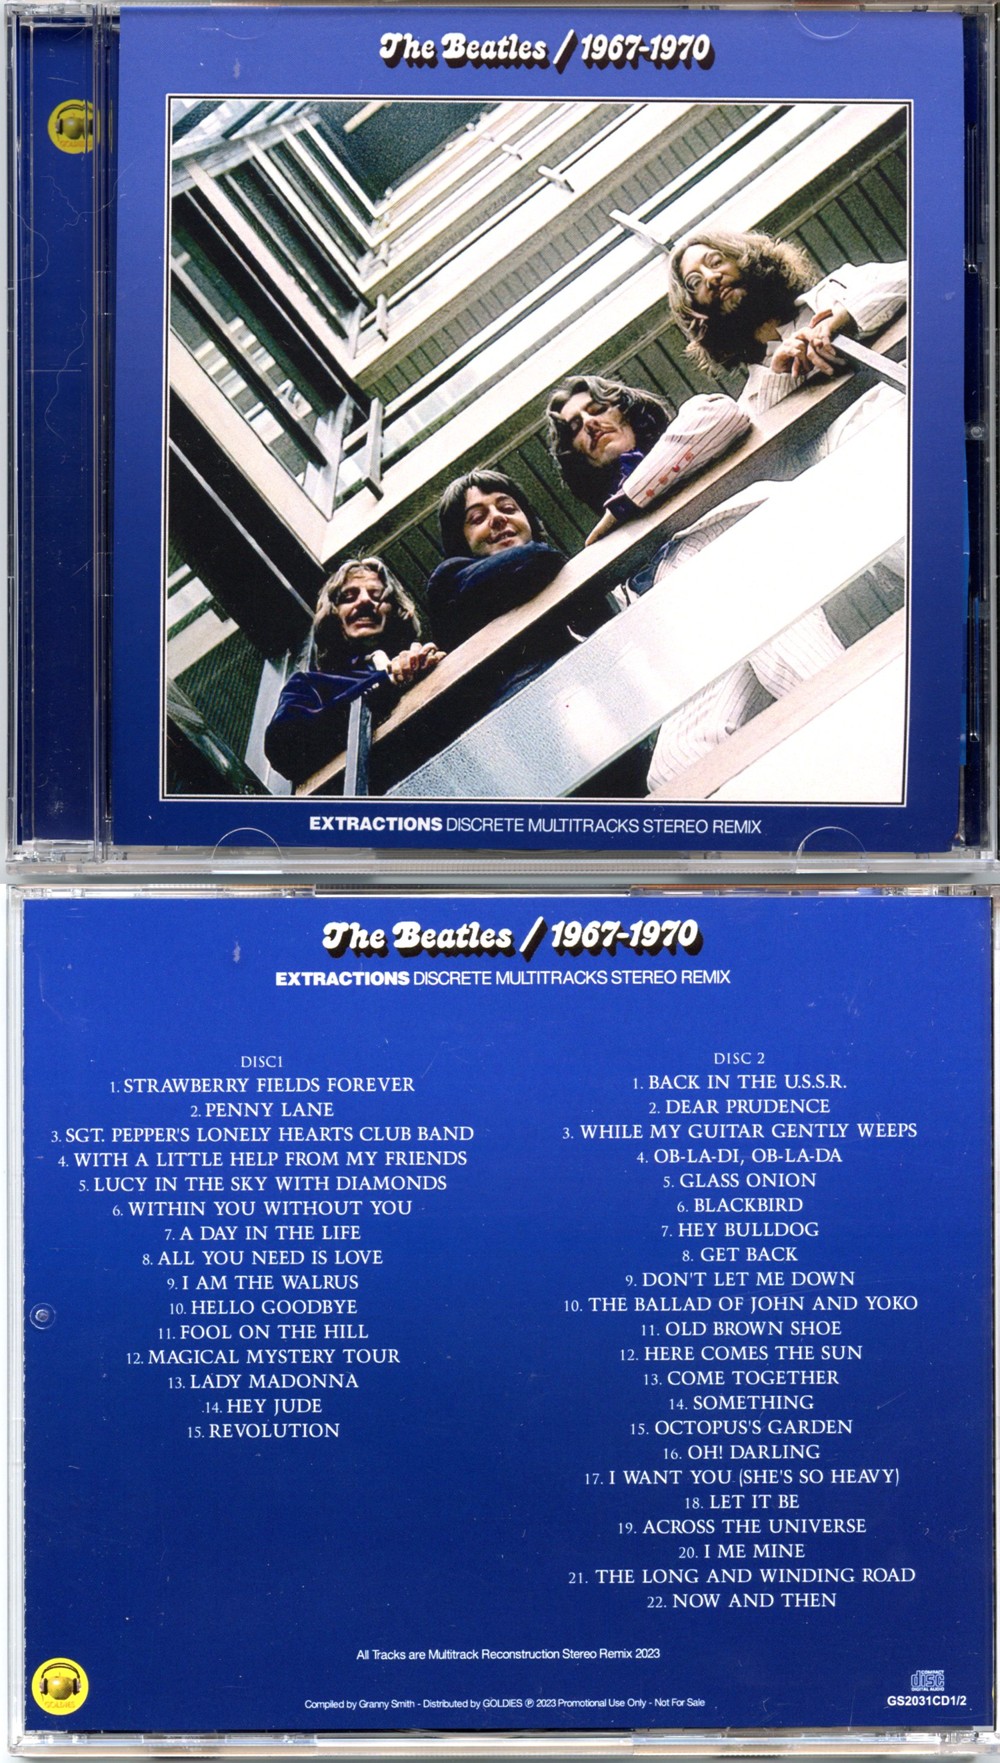 The Beatles / 1967-1970
EXTRACTIONS DISCRETE MULTITRACKS STEREO REMIX
The Beatles / 1967-1970
EXTRACTIONS DISCRETE MULTITRACKS STEREO REMIX
DISC1
1. STRAWBERRY FIELDS FOREVER
2. PENNY LANE
3. SGT. PEPPER'S LONELY HEARTS CLUB BAND
4. WITH A LITTLE HELP FROM MY FRIENDS
5. LUCY IN THE SKY WITH DIAMONDS
6. WITHIN YOU WITHOUT YOU
7. A DAY IN THE LIFE
8. ALL YOU NEED IS LOVE
9. I AM THE WALRUS
10. HELLO GOODBYE
11. FOOL ON THE HILL
12. MAGICAL MYSTERY TOUR
13. LADY MADONNA
14. HEY JUDE
15. REVOLUTION
DISC 2
1. BACK IN THE U.S.S.R.
2. DEAR PRUDENCE
3. WHILE MY GUITAR GENTLY WEEPS
4. OB-LA-DI, OB-LA-DA
5. GLASS ONION
6. BLACKBIRD
7. HEY BULLDOG
8. GET BACK
9. DON'T LET ME DOWN
10. THE BALLAD OF JOHN AND YOKO
11. OLD BROWN SHOE
12. HERE COMES THE SUN
13. COME TOGETHER
14. SOMETHING
15. OCTOPUS'S GARDEN
16. OH! DARLING
17. I WANT YOU (SHE'S SO HEAVY)
18. LET IT BE
19. ACROSS THE UNIVERSE
20. I ME MINE
21. THE LONG AND WINDING ROAD
22. NOW AND THEN
All Tracks are Multitrack Reconstruction Stereo Remix 2023
Compiled by Granny Smith - Distributed by GOLDIES ℗ 2023 Promotional Use Only - Not For Sale
COMPACT
disc
DIGITAL AUDIO
GS2031CD1/2